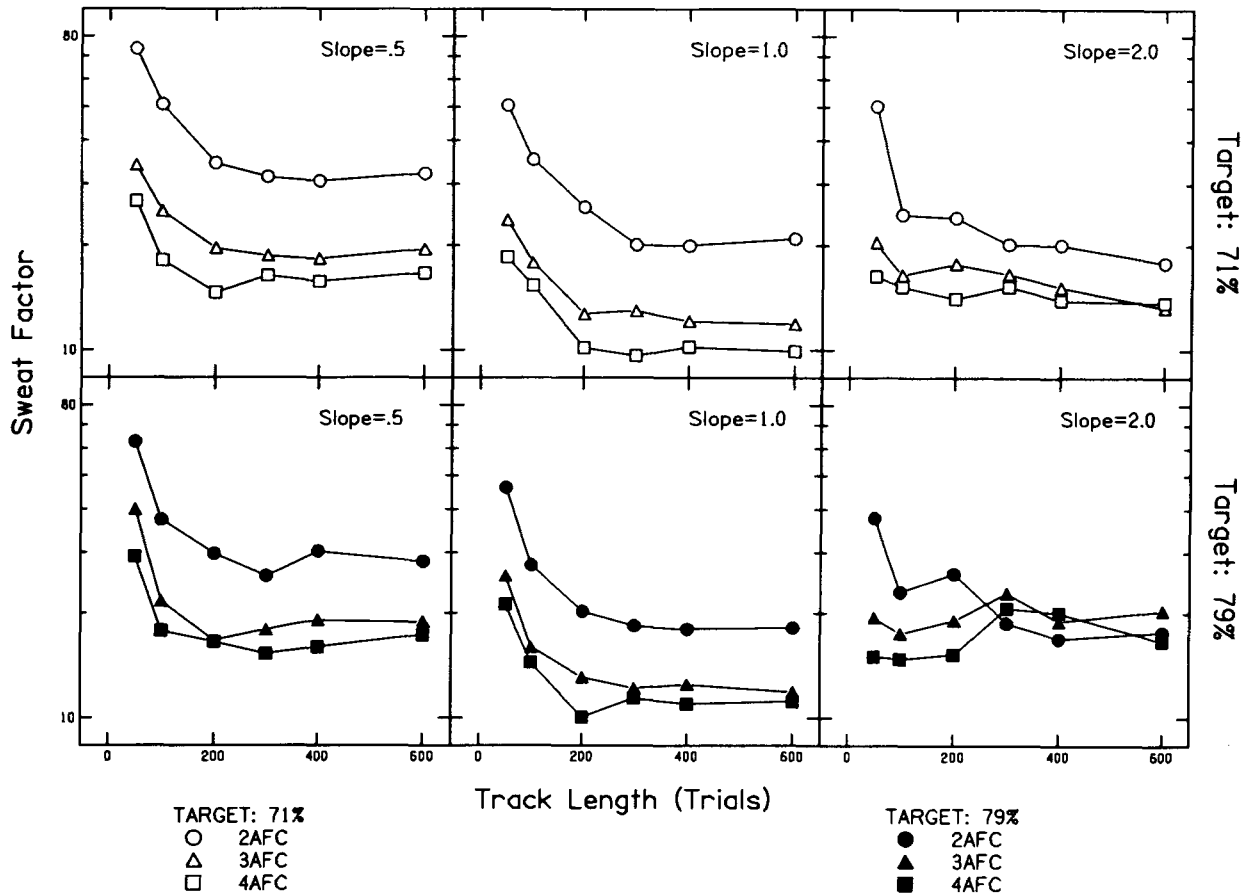 80
Slope=.5
Slope=1.0
Slope=2.0
Target: 71%
Sweat Factor
10
80
Slope=.5
Slope=1.0
Slope=2.0
Target: 79%
10
0 200 400 600
0 200 400 600
0 200 400 600
Track Length (Trials)
TARGET: 71%
2AFC
3AFC
4AFC
TARGET: 79%
2AFC
3AFC
4AFC